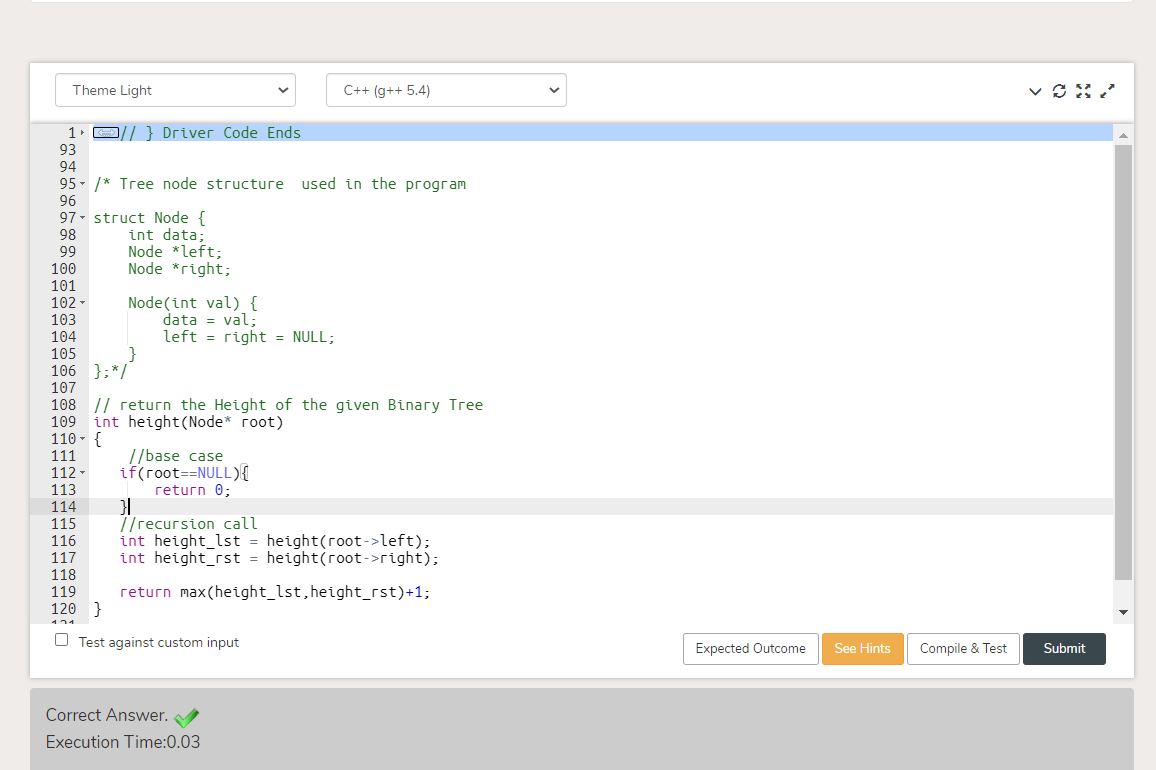 Theme Light C++ (g++ 5.4)
1 // } Driver Code Ends
93
94
95 /* Tree node structure  used in the program
96
97 struct Node {
98     int data;
99     Node *left;
100     Node *right;
101
102     Node(int val) {
103         data = val;
104         left = right = NULL;
105     }
106 };*/
107
108 // return the Height of the given Binary Tree
109 int height(Node* root)
110 {
111     //base case
112    if(root==NULL){
113        return 0;
114    }
115    //recursion call
116    int height_lst = height(root->left);
117    int height_rst = height(root->right);
118
119    return max(height_lst,height_rst)+1;
120 }
121
Test against custom input Expected Outcome See Hints Compile & Test Submit
Correct Answer.
Execution Time:0.03